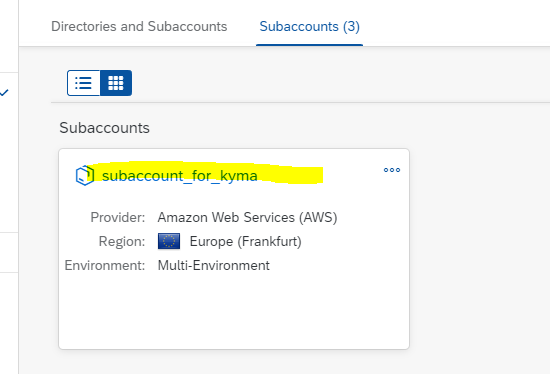 Directories and Subaccounts Subaccounts (3)
Subaccounts
subaccount_for_kyma
Provider: Amazon Web Services (AWS)
Region: Europe (Frankfurt)
Environment: Multi-Environment